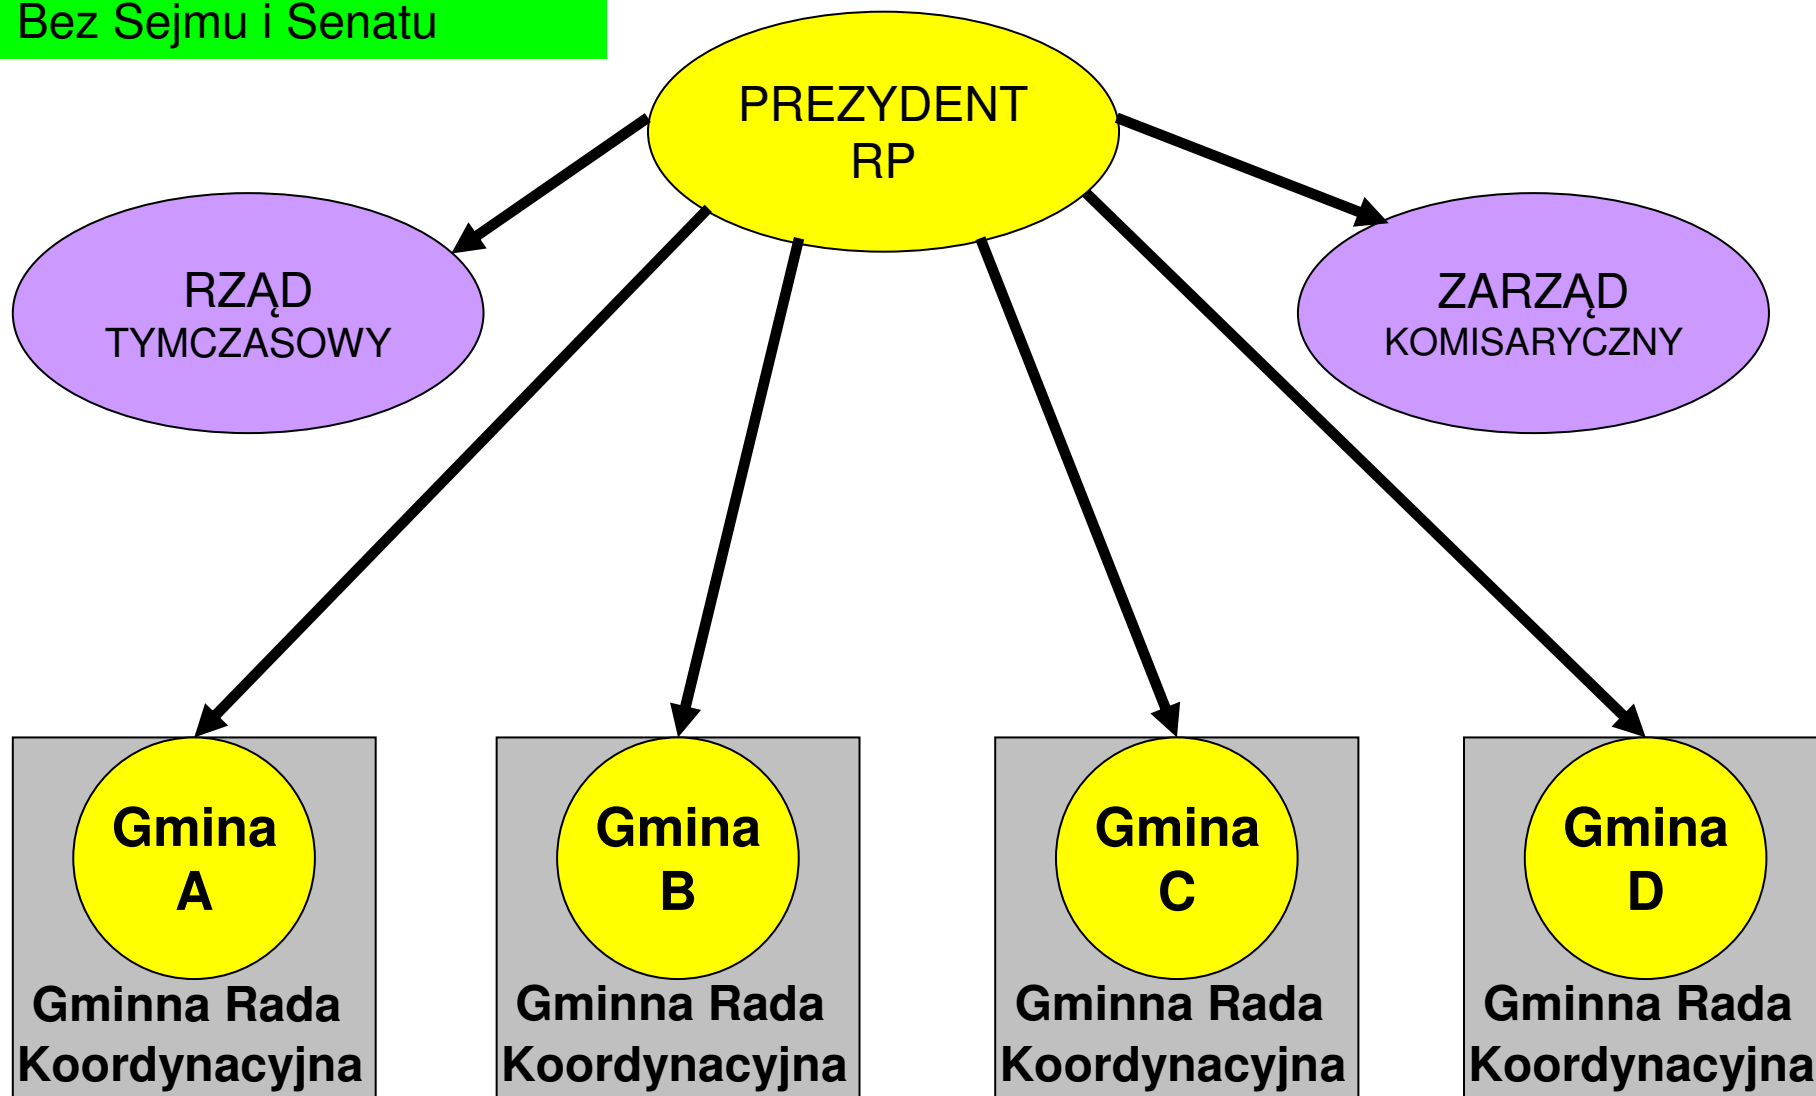 Bez Sejmu i Senatu
PREZYDENT
RP
RZĄD
TYMCZASOWY
ZARZĄD
KOMISARYCZNY
Gmina
A
Gminna Rada
Koordynacyjna
Gmina
B
Gminna Rada
Koordynacyjna
Gmina
C
Gminna Rada
Koordynacyjna
Gmina
D
Gminna Rada
Koordynacyjna